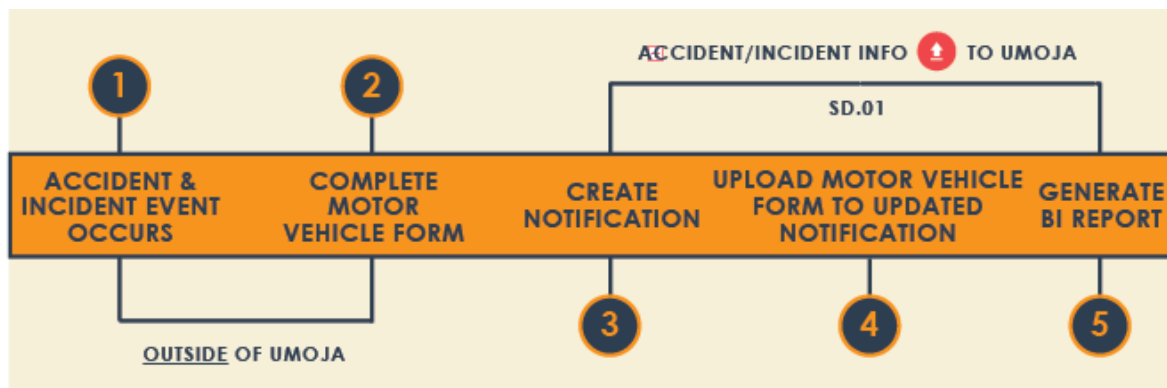 1
2
ACCIDENT/INCIDENT INFO TO UMOJA
SD.01
ACCIDENT &
INCIDENT EVENT
OCCURS
COMPLETE
MOTOR
VEHICLE FORM
CREATE
NOTIFICATION
UPLOAD MOTOR VEHICLE
FORM TO UPDATED
NOTIFICATION
GENERATE
BI REPORT
3
4
5
OUTSIDE OF UMOJA